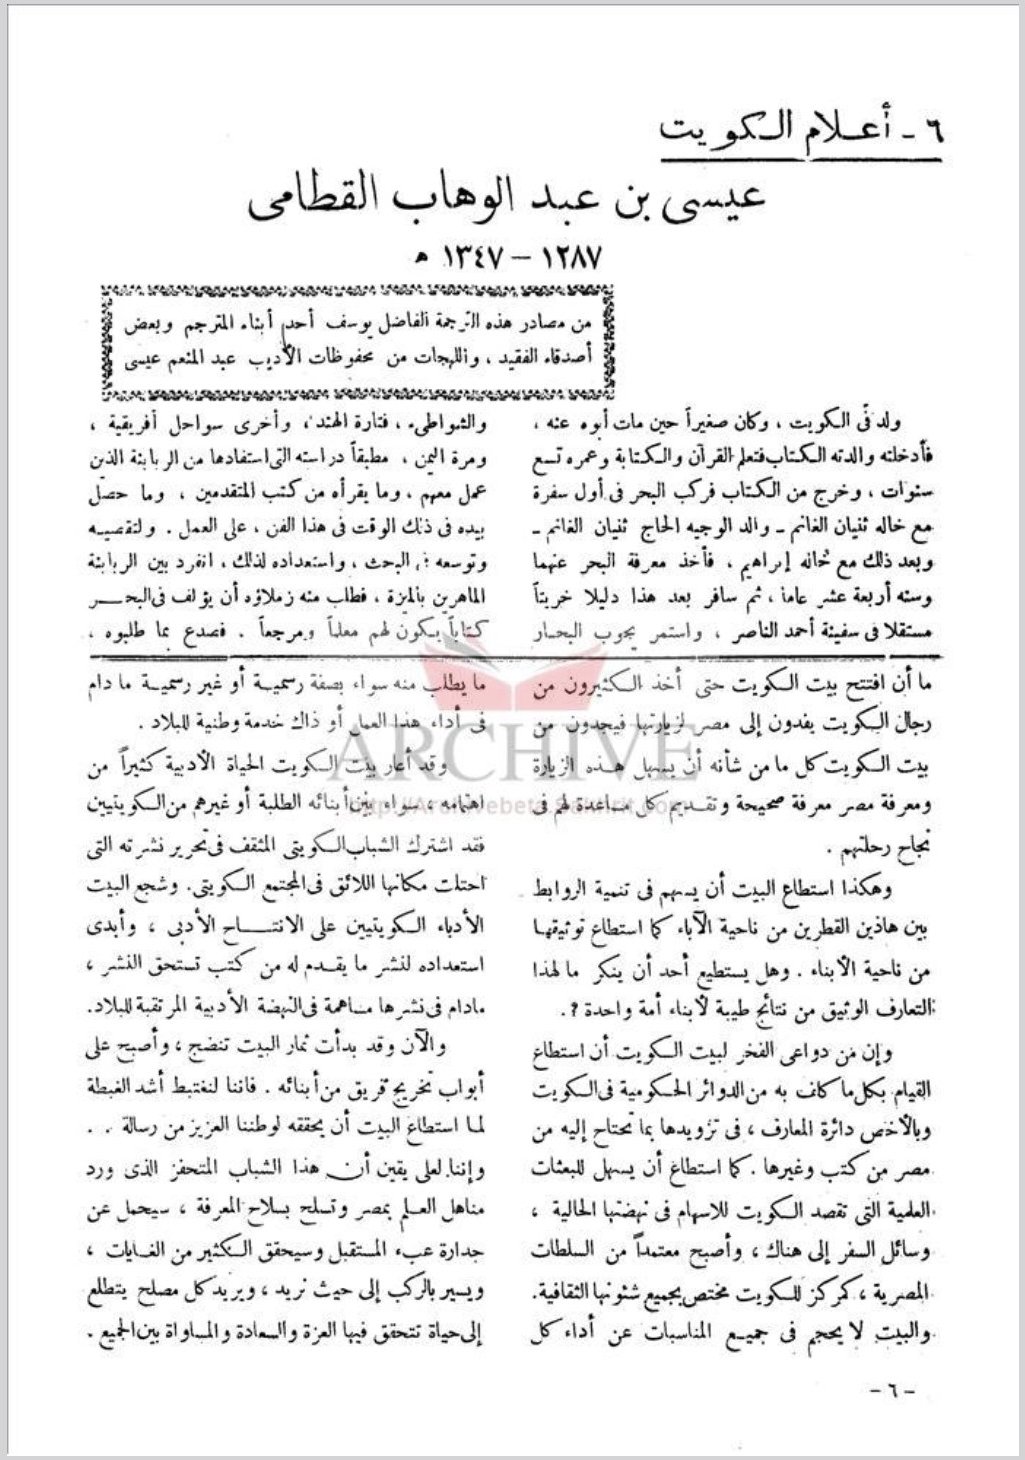 ٦ - أعلام الكويت
عيسى بن عبد الوهاب القطامى
١٢٨٧ - ١٣٤٧ ه
من مصادر هذه الترجمة الفاضل يوسف أحد أبناء المترجم وبعض
أصدقاء الفقيد ، واللهجات من محفوظات الأديب عبد المنعم عيسى
ولد فى الكويت ، وكان صغيراً حين مات أبوه عنه ،
فأدخلته والدته الكتاب فتعلم القرآن والكتابة وعمره تسع
سنوات ، وخرج من الكتاب فركب البحر فى أول سفرة
مع خاله ثنيان الغانم - والد الوجيه الحاج ثنيان الغانم -
وبعد ذلك مع خاله إبراهيم ، فأخذ معرفة البحر عنهما
وسنه أربعة عشر عاما ، ثم سافر بعد هذا دليلا خريتاً
مستقلا فى سفينة أحمد الناصر ، واستمر يجوب البحار
والشواطىء ، فتارة الهند ، وأخرى سواحل أفريقية ،
ومرة اليمن ، مطبقاً دراسته التى استفادها من الربابنة الذين
عمل معهم ، وما يقرأه من كتب المتقدمين ، وما حصل
بيده فى ذلك الوقت فى هذا الفن ، على العمل . ولتقصيه
وتوسعه فى البحث ، واستعداده لذلك ، انفرد بين الربابنة
الماهرين بالميزة ، فطلب منه زملاؤه أن يؤلف فى البحر
كتاباً يكون لهم معلماً ومرجعاً . فصدع بما طلبوه ،
ما أن افتتح بيت الكويت حتى أخذ الكثيرون من
رجال الكويت يفدون إلى مصر لزيارتها فيجدون من
بيت الكويت كل ما من شأنه أن يسهل هذه الزيارة
ومعرفة مصر معرفة صحيحة وتقديم كل مساعدة لهم فى
نجاح رحلتهم .
وهكذا استطاع البيت أن يسهم فى تنمية الروابط
بين هاذين القطرين من ناحية الآباء كما استطاع توثيقها
من ناحية الأبناء . وهل يستطيع أحد أن ينكر ما لهذا
التعارف الوثيق من نتائج طيبة لأبناء أمة واحدة ؟ .
وإن من دواعى الفخر لبيت الكويت أن استطاع
القيام بكل ما كلف به من الدوائر الحكومية فى الكويت
وبالأخص دائرة المعارف ، فى تزويدها بما تحتاج إليه من
مصر من كتب وغيرها . كما استطاع أن يسهل للبعثات
العلمية التى تقصد الكويت للاسهام فى نهضتها الحالية ،
وسائل السفر إلى هناك ، وأصبح معتمداً من السلطات
المصرية ، كمركز للكويت مختص بجميع شئونها الثقافية .
والبيت لا يحجم فى جميع المناسبات عن أداء كل
ما يطلب منه سواء بصفة رسمية أو غير رسمية ما دام
فى أداء هذا العمل أو ذاك خدمة وطنية للبلاد .
وقد أعار بيت الكويت الحياة الأدبية كثيراً من
اهتمامه ، سواء بين أبنائه الطلبة أو غيرهم من الكويتيين
فقد اشترك الشباب الكويتى المثقف فى تحرير نشرته التى
احتلت مكانها اللائق فى المجتمع الكويتى . وشجع البيت
الأدباء الكويتيين على الانتاج الأدبى ، وأبدى
استعداده لنشر ما يقدم له من كتب تستحق النشر ،
مادام فى نشرها مساهمة فى النهضة الأدبية المرتقبة للبلاد .
والآن وقد بدأت ثمار البيت تنضج ، وأصبح على
أبواب تخريج فريق من أبنائه . فاننا لنغتبط أشد الغبطة
لما استطاع البيت أن يحققه لوطننا العزيز من رسالة . .
وإننا لعلى يقين أن هذا الشباب المتحفز الذى ورد
مناهل العلم بمصر وتسلح بسلاح المعرفة ، سيحمل عن
جدارة عبء المستقبل وسيحقق الكثير من الغايات ،
ويسير بالركب إلى حيث نريد ، ويريد كل مصلح يتطلع
إلى حياة تتحقق فيها العزة والسعادة والمساواة بين الجميع .
ARCHIVE
http://Archivebeta.Sakhrit.com
- ٦ -